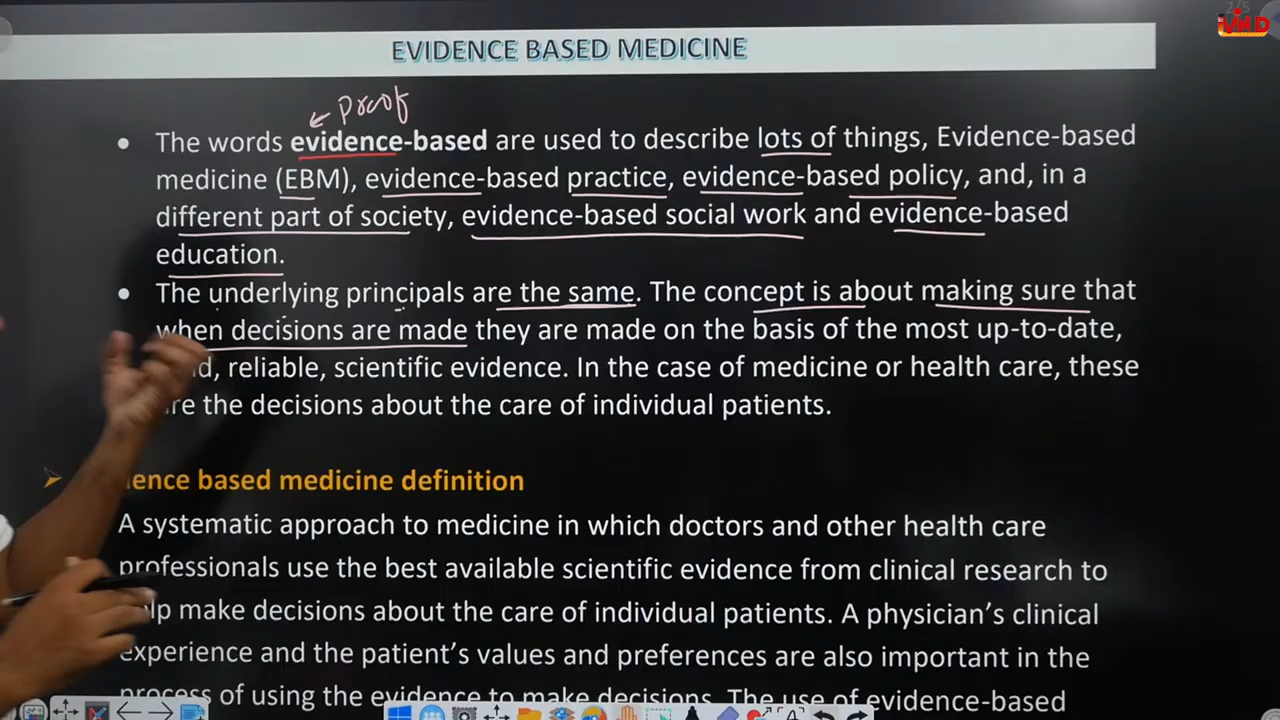 2/5
EVIDENCE BASED MEDICINE
Proof
The words evidence-based are used to describe lots of things, Evidence-based
medicine (EBM), evidence-based practice, evidence-based policy, and, in a
different part of society, evidence-based social work and evidence-based
education.
The underlying principals are the same. The concept is about making sure that
when decisions are made they are made on the basis of the most up-to-date,
reliable, scientific evidence. In the case of medicine or health care, these
the decisions about the care of individual patients.
based medicine definition
A systematic approach to medicine in which doctors and other health care
professionals use the best available scientific evidence from clinical research to
make decisions about the care of individual patients. A physician’s clinical
experience and the patient’s values and preferences are also important in the
process of using the evidence to make decisions. The use of evidence-based